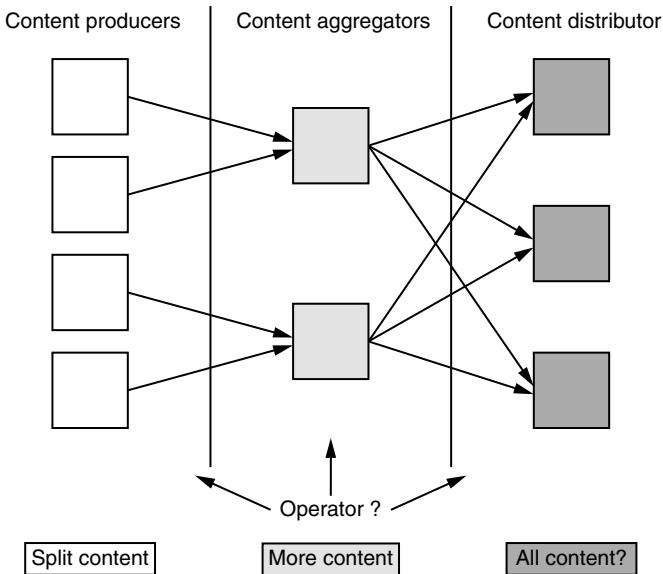 Content producers
Content aggregators
Content distributor
Operator ?
Split content
More content
All content?